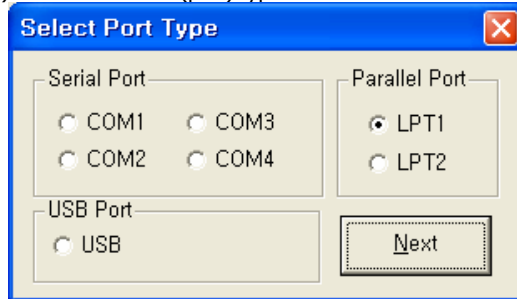 Select Port Type
Serial Port
Parallel Port
COM1 COM3
LPT1
COM2 COM4
LPT2
USB Port
USB
Next